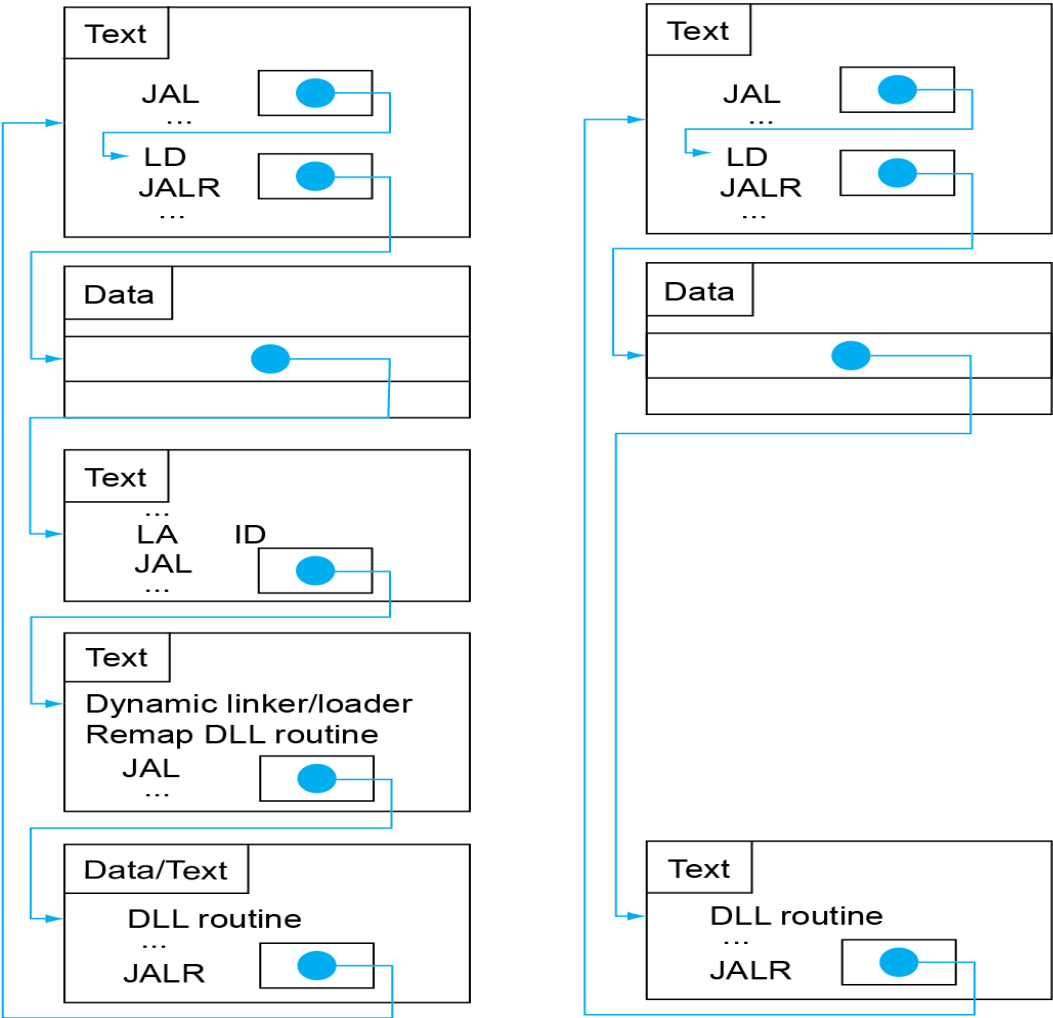 Text
JAL
...
LD
JALR
...
Data
Text
...
LA ID
JAL
...
Text
Dynamic linker/loader
Remap DLL routine
JAL
...
Data/Text
DLL routine
...
JALR
Text
JAL
...
LD
JALR
...
Data
Text
DLL routine
...
JALR